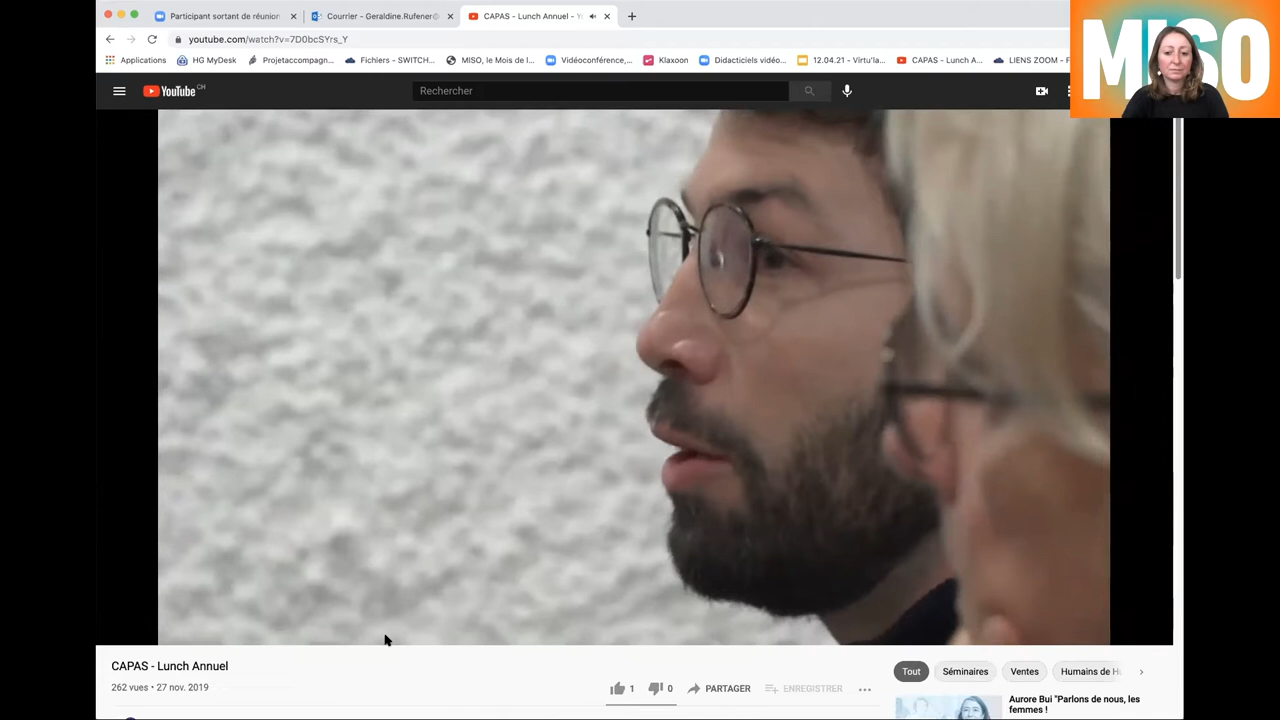 Participant sortant de réunion
Courrier - Geraldine.Rufener@
CAPAS - Lunch Annuel - Y
youtube.com/watch?v=7D0bcSYrs_Y
Applications
HG MyDesk
Projetaccompagn...
Fichiers - SWITCH...
MISO, le Mois de l...
Vidéoconférence,...
Klaxoon
Didacticiels vidéo...
12.04.21 - Virtu'la...
CAPAS - Lunch A...
LIENS ZOOM - F
MISO
YouTube CH
Rechercher
CAPAS - Lunch Annuel
262 vues • 27 nov. 2019
1
0
PARTAGER
ENREGISTRER
Tout
Séminaires
Ventes
Humains de H
Aurore Bui "Parlons de nous, les
femmes !